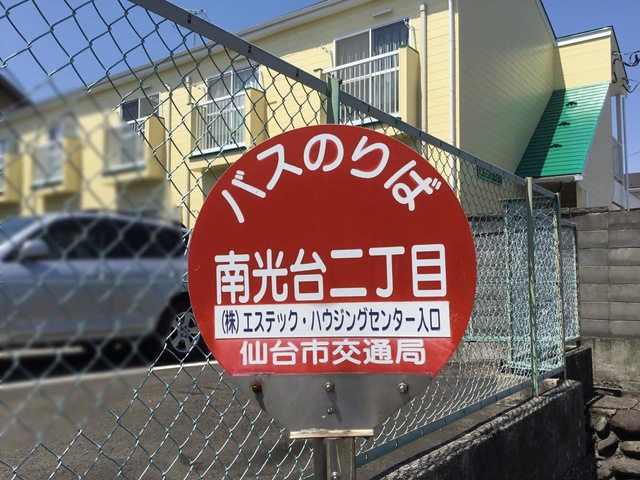 バスのりば
南光台二丁目
(株)エステック・ハウジングセンター入口
仙台市交通局